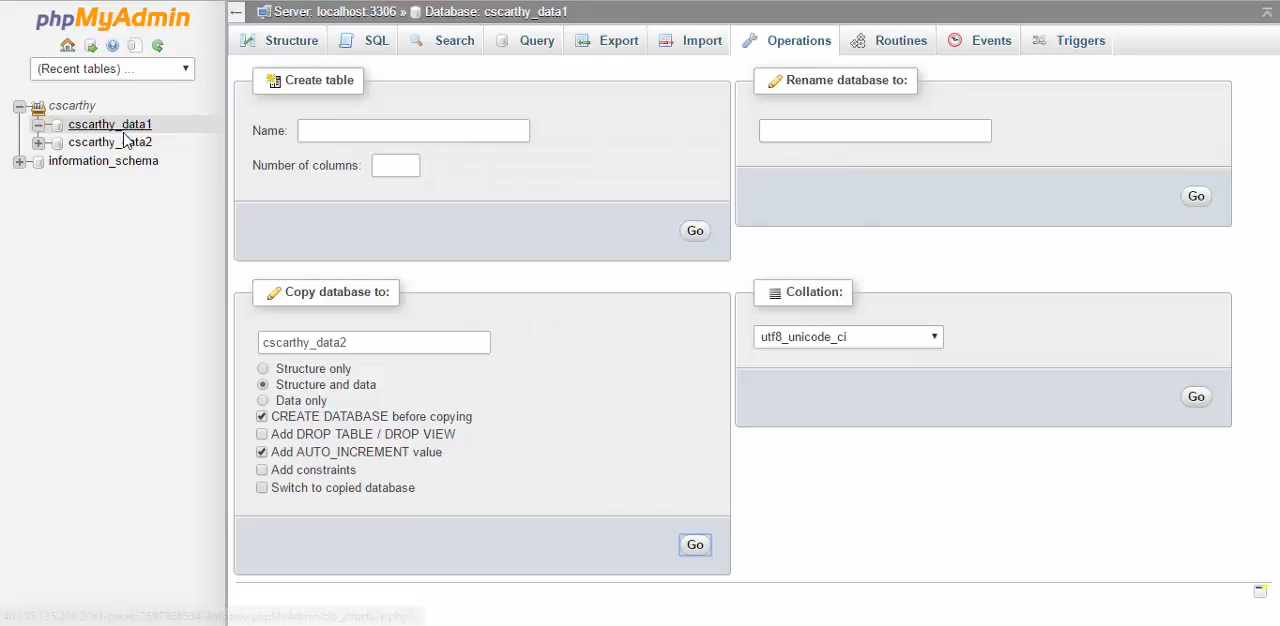 phpMyAdmin
(Recent tables) ...
cscarthy
cscarthy_data1
cscarthy_data2
information_schema
Server: localhost:3306 » Database: cscarthy_data1
Structure SQL Search Query Export Import Operations Routines Events Triggers
Create table
Name:
Number of columns:
Go
Rename database to:
Go
Copy database to:
cscarthy_data2
Structure only
Structure and data
Data only
CREATE DATABASE before copying
Add DROP TABLE / DROP VIEW
Add AUTO_INCREMENT value
Add constraints
Switch to copied database
Go
Collation:
utf8_unicode_ci
Go